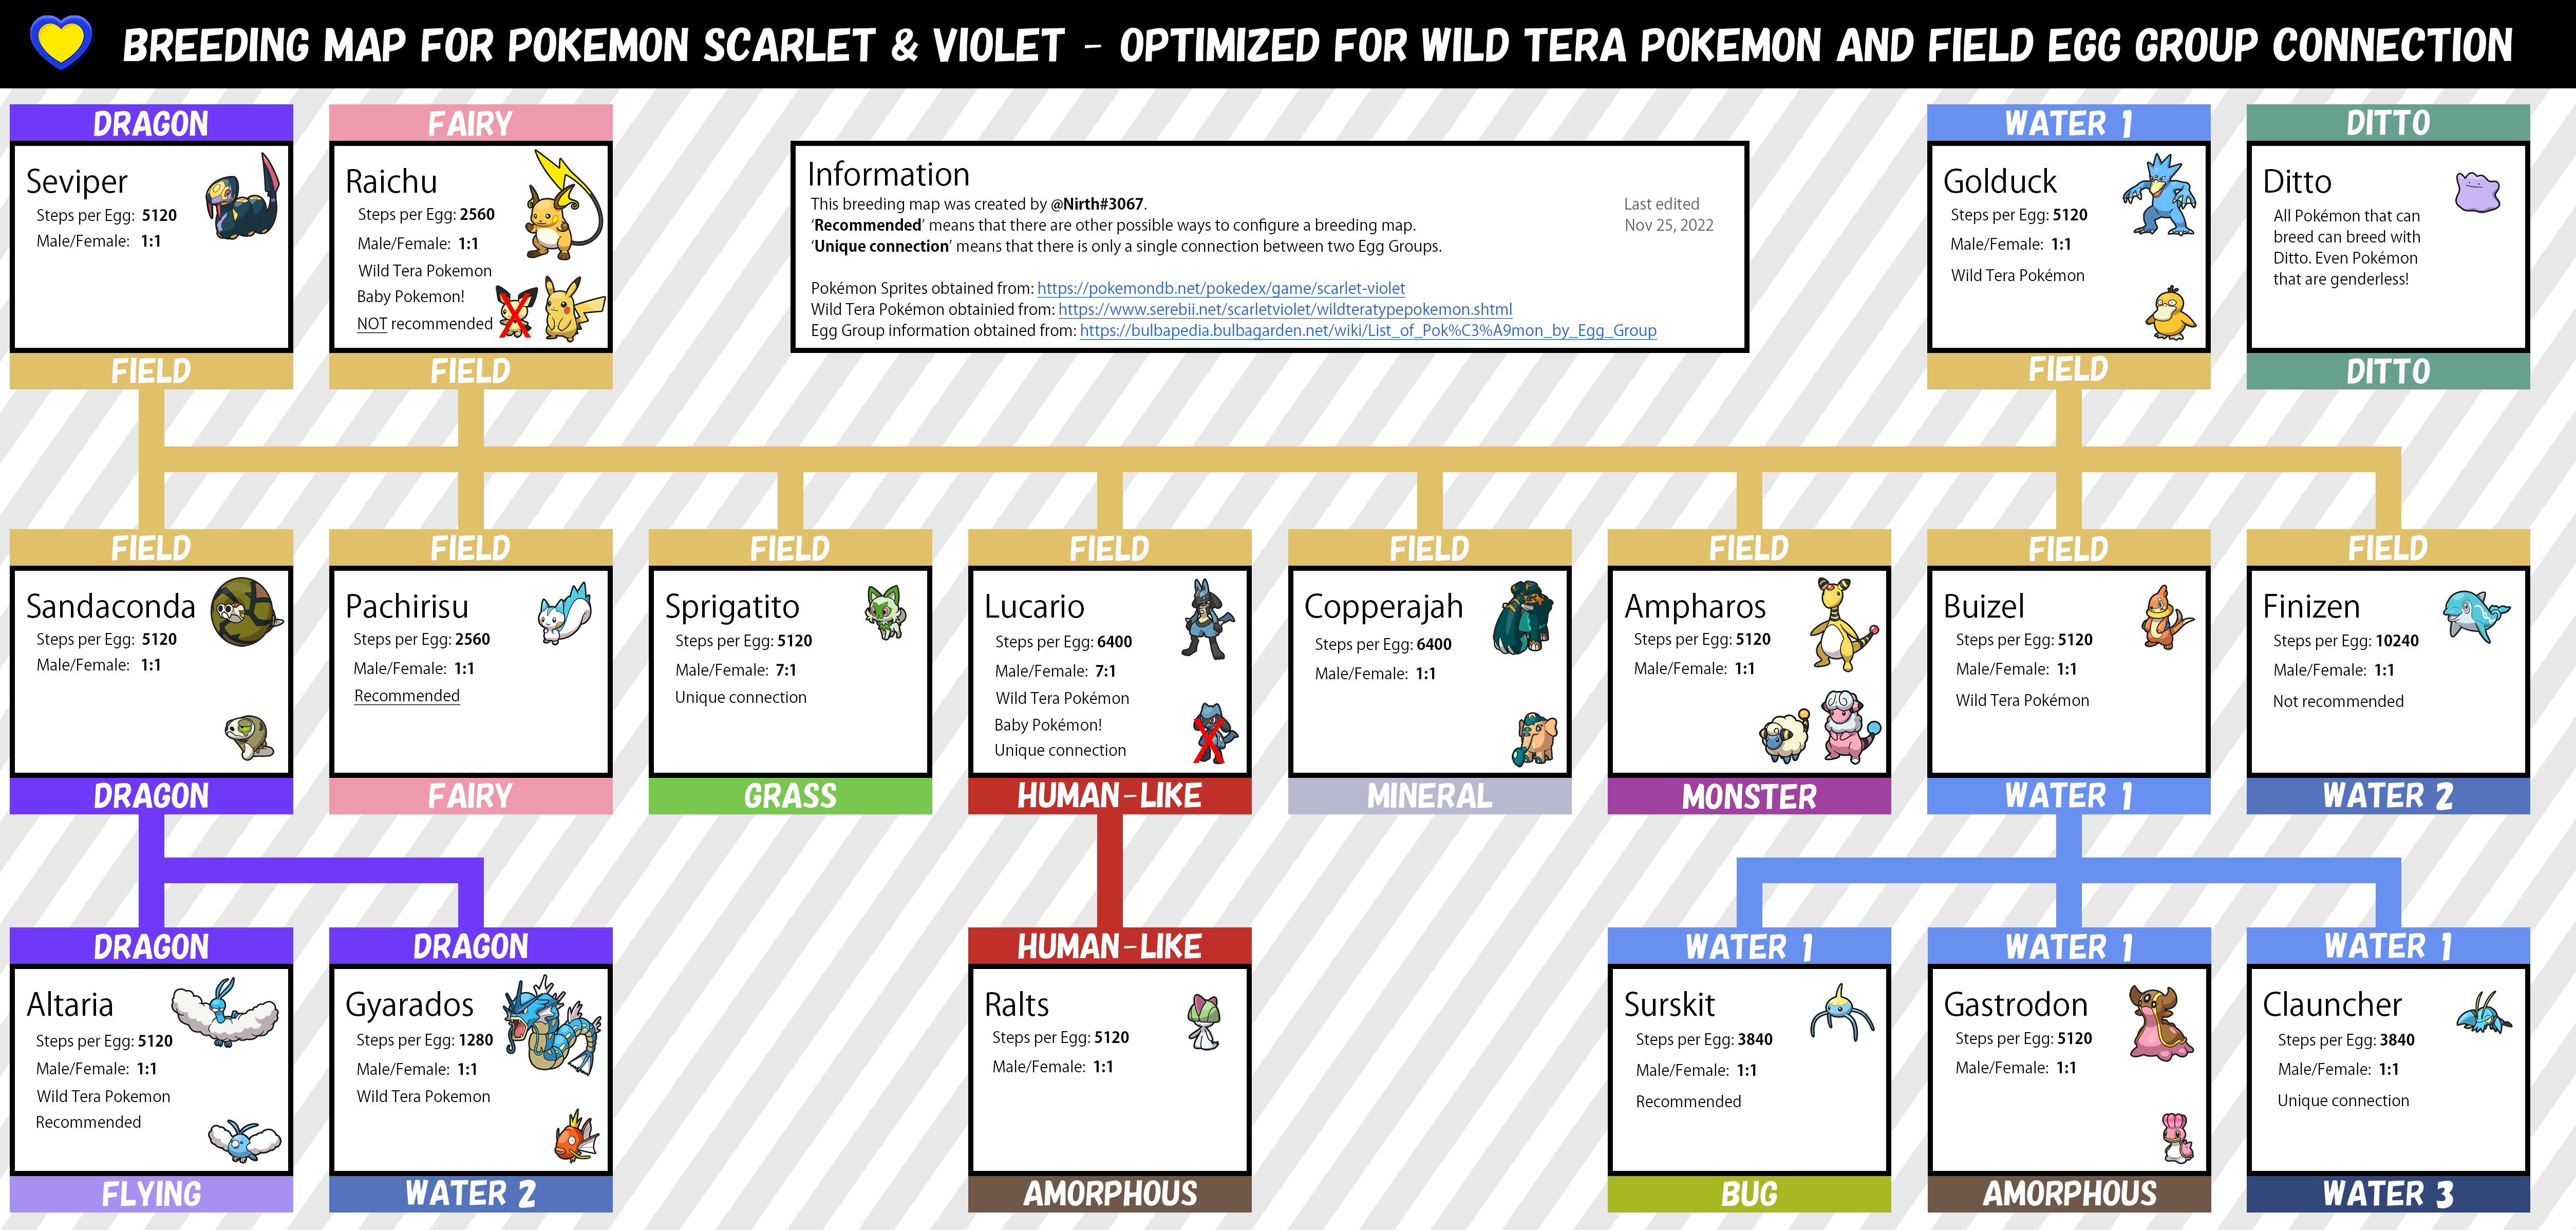 BREEDING MAP FOR POKEMON SCARLET & VIOLET - OPTIMIZED FOR WILD TERA POKEMON AND FIELD EGG GROUP CONNECTION
DRAGON
Seviper
Steps per Egg: 5120
Male/Female: 1:1
FIELD
FAIRY
Raichu
Steps per Egg: 2560
Male/Female: 1:1
Wild Tera Pokemon
Baby Pokemon!
NOT recommended
FIELD
Information
This breeding map was created by @Nirth#3067.
'Recommended' means that there are other possible ways to configure a breeding map.
'Unique connection' means that there is only a single connection between two Egg Groups.
Last edited
Nov 25, 2022
Pokémon Sprites obtained from: https://pokemondb.net/pokedex/game/scarlet-violet
Wild Tera Pokémon obtainied from: https://www.serebii.net/scarletviolet/wildteratypepokemon.shtml
Egg Group information obtained from: https://bulbapedia.bulbagarden.net/wiki/List_of_Pok%C3%A9mon_by_Egg_Group
WATER 1
Golduck
Steps per Egg: 5120
Male/Female: 1:1
Wild Tera Pokémon
FIELD
DITTO
Ditto
All Pokémon that can
breed can breed with
Ditto. Even Pokémon
that are genderless!
DITTO
FIELD
Sandaconda
Steps per Egg: 5120
Male/Female: 1:1
DRAGON
FIELD
Pachirisu
Steps per Egg: 2560
Male/Female: 1:1
Recommended
FAIRY
FIELD
Sprigatito
Steps per Egg: 5120
Male/Female: 7:1
Unique connection
GRASS
FIELD
Lucario
Steps per Egg: 6400
Male/Female: 7:1
Wild Tera Pokémon
Baby Pokémon!
Unique connection
HUMAN-LIKE
FIELD
Copperajah
Steps per Egg: 6400
Male/Female: 1:1
MINERAL
FIELD
Ampharos
Steps per Egg: 5120
Male/Female: 1:1
MONSTER
FIELD
Buizel
Steps per Egg: 5120
Male/Female: 1:1
Wild Tera Pokémon
WATER 1
FIELD
Finizen
Steps per Egg: 10240
Male/Female: 1:1
Not recommended
WATER 2
DRAGON
Altaria
Steps per Egg: 5120
Male/Female: 1:1
Wild Tera Pokemon
Recommended
FLYING
DRAGON
Gyarados
Steps per Egg: 1280
Male/Female: 1:1
Wild Tera Pokemon
WATER 2
HUMAN-LIKE
Ralts
Steps per Egg: 5120
Male/Female: 1:1
AMORPHOUS
WATER 1
Surskit
Steps per Egg: 3840
Male/Female: 1:1
Recommended
BUG
WATER 1
Gastrodon
Steps per Egg: 5120
Male/Female: 1:1
AMORPHOUS
WATER 1
Clauncher
Steps per Egg: 3840
Male/Female: 1:1
Unique connection
WATER 3